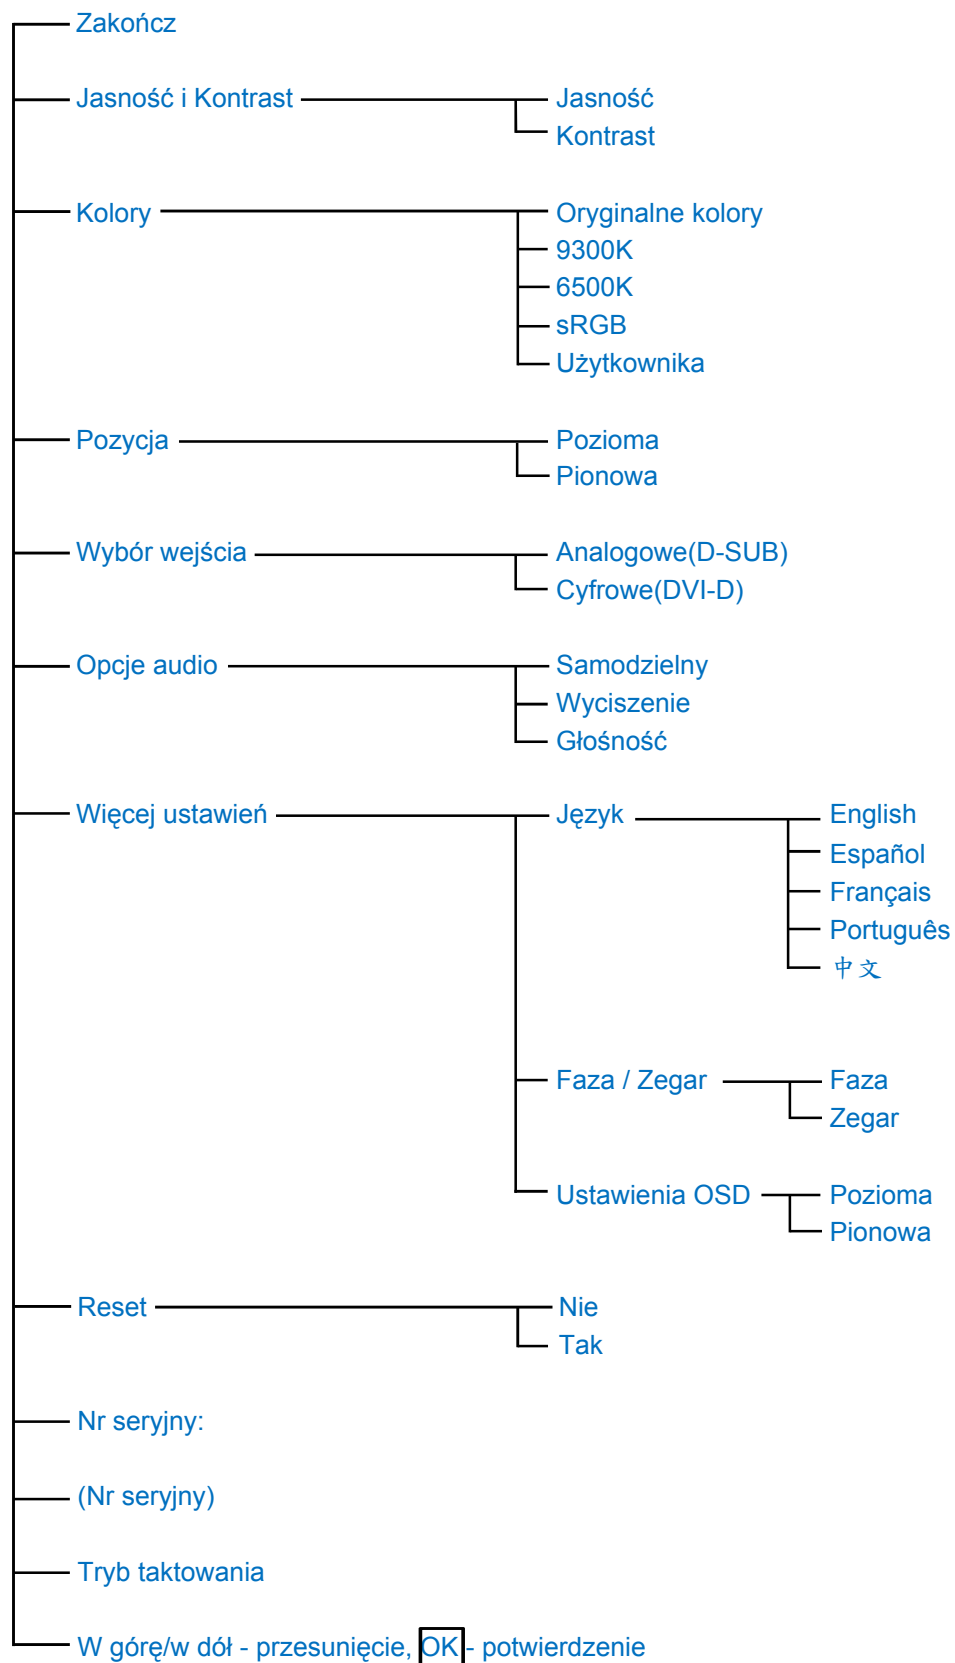 Zakończ
Jasność i Kontrast Jasność
Kontrast
Kolory Oryginalne kolory
9300K
6500K
sRGB
Użytkownika
Pozycja Pozioma
Pionowa
Wybór wejścia Analogowe(D-SUB)
Cyfrowe(DVI-D)
Opcje audio Samodzielny
Wyciszenie
Głośność
Więcej ustawień Język English
Español
Français
Português
中文
Faza / Zegar Faza
Zegar
Ustawienia OSD Pozioma
Pionowa
Reset Nie
Tak
Nr seryjny:
(Nr seryjny)
Tryb taktowania
W górę/w dół - przesunięcie, OK - potwierdzenie